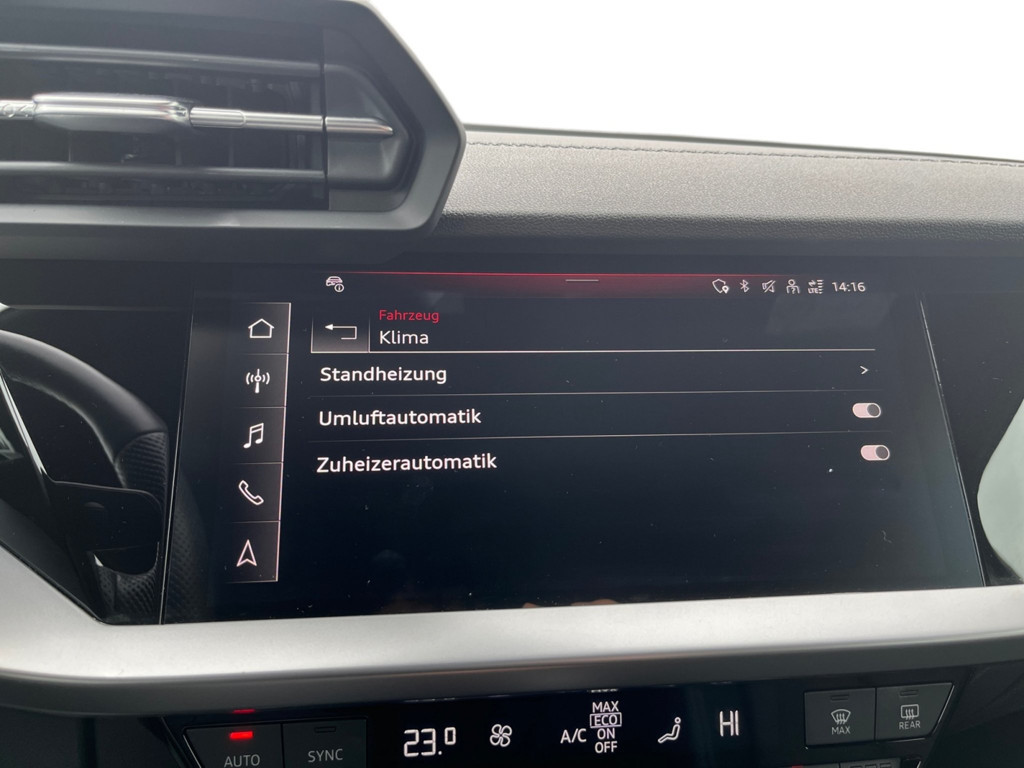 14:16
Fahrzeug
Klima
Standheizung
Umluftautomatik
Zuheizerautomatik
AUTO
SYNC
23.0
A/C
MAX
ECO
ON
OFF
HI
MAX
REAR